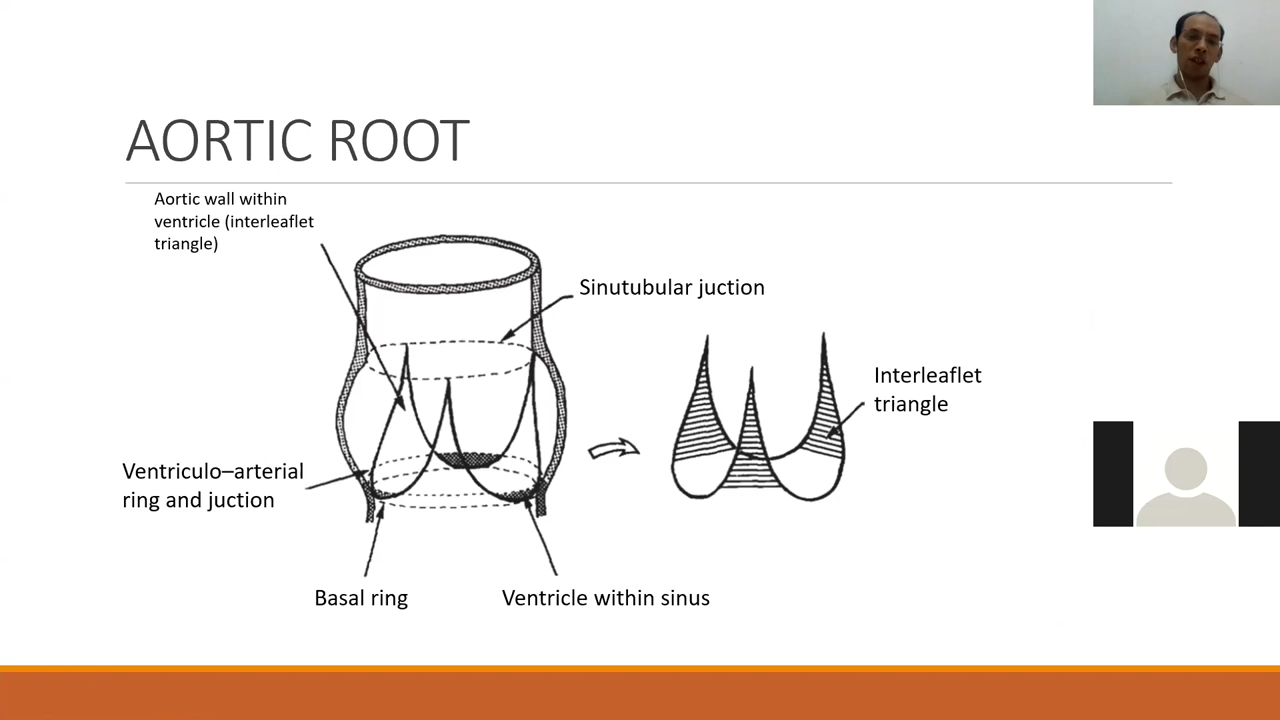 AORTIC ROOT
Aortic wall within
ventricle (interleaflet
triangle)
Sinutubular juction
Interleaflet
triangle
Ventriculo–arterial
ring and juction
Basal ring
Ventricle within sinus